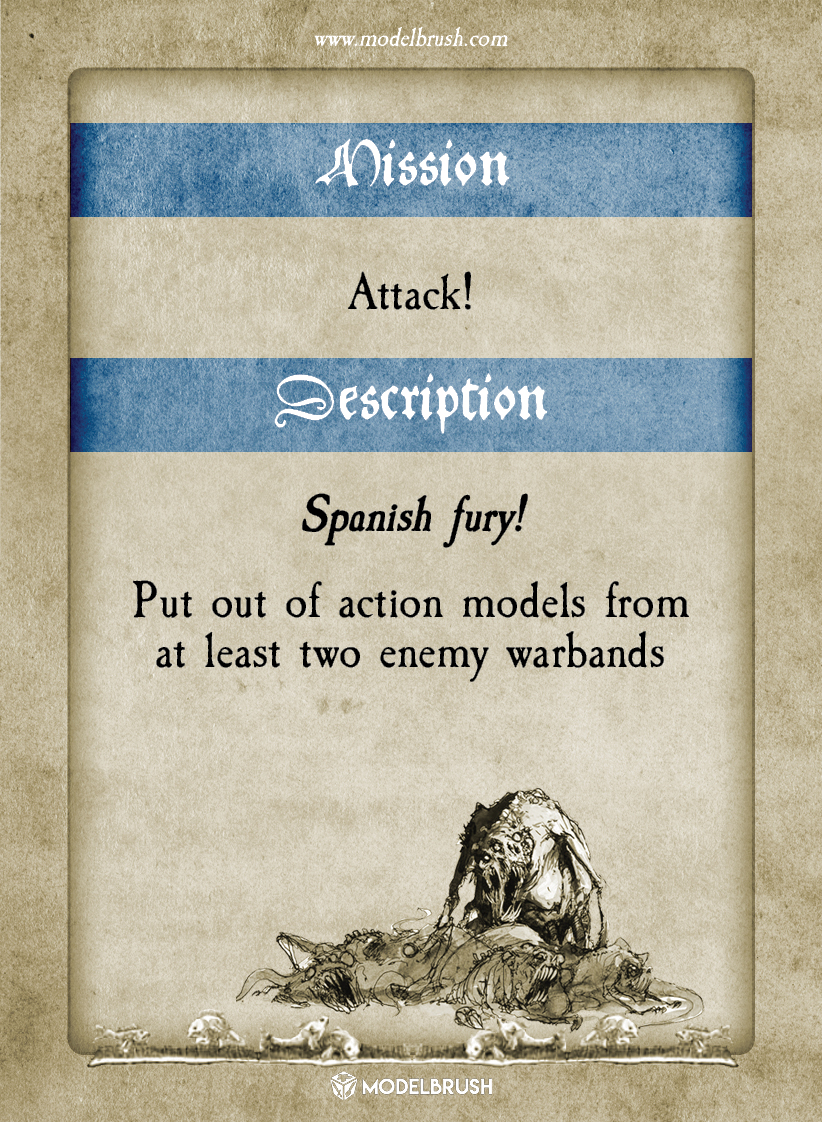 www.modelbrush.com
Mission
Attack!
Description
Spanish fury!
Put out of action models from
at least two enemy warbands
MODELBRUSH